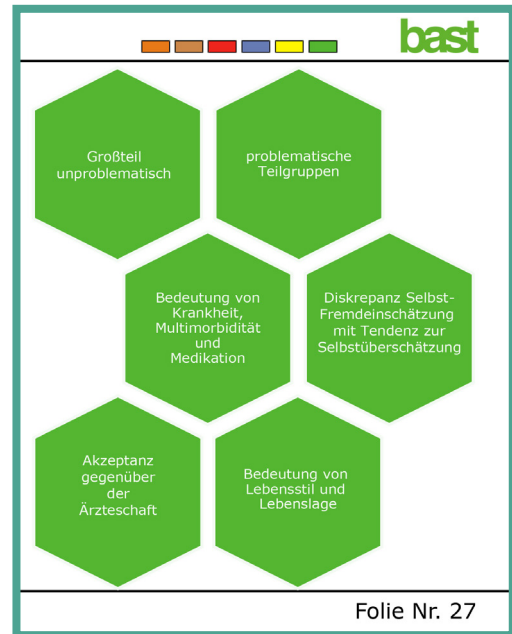 bast
Großteil
unproblematisch
problematische
Teilgruppen
Bedeutung von
Krankheit,
Multimorbidität
und
Medikation
Diskrepanz Selbst-
Fremdeinschätzung
mit Tendenz zur
Selbstüberschätzung
Akzeptanz
gegenüber
der
Ärzteschaft
Bedeutung von
Lebensstil und
Lebenslage
Folie Nr. 27